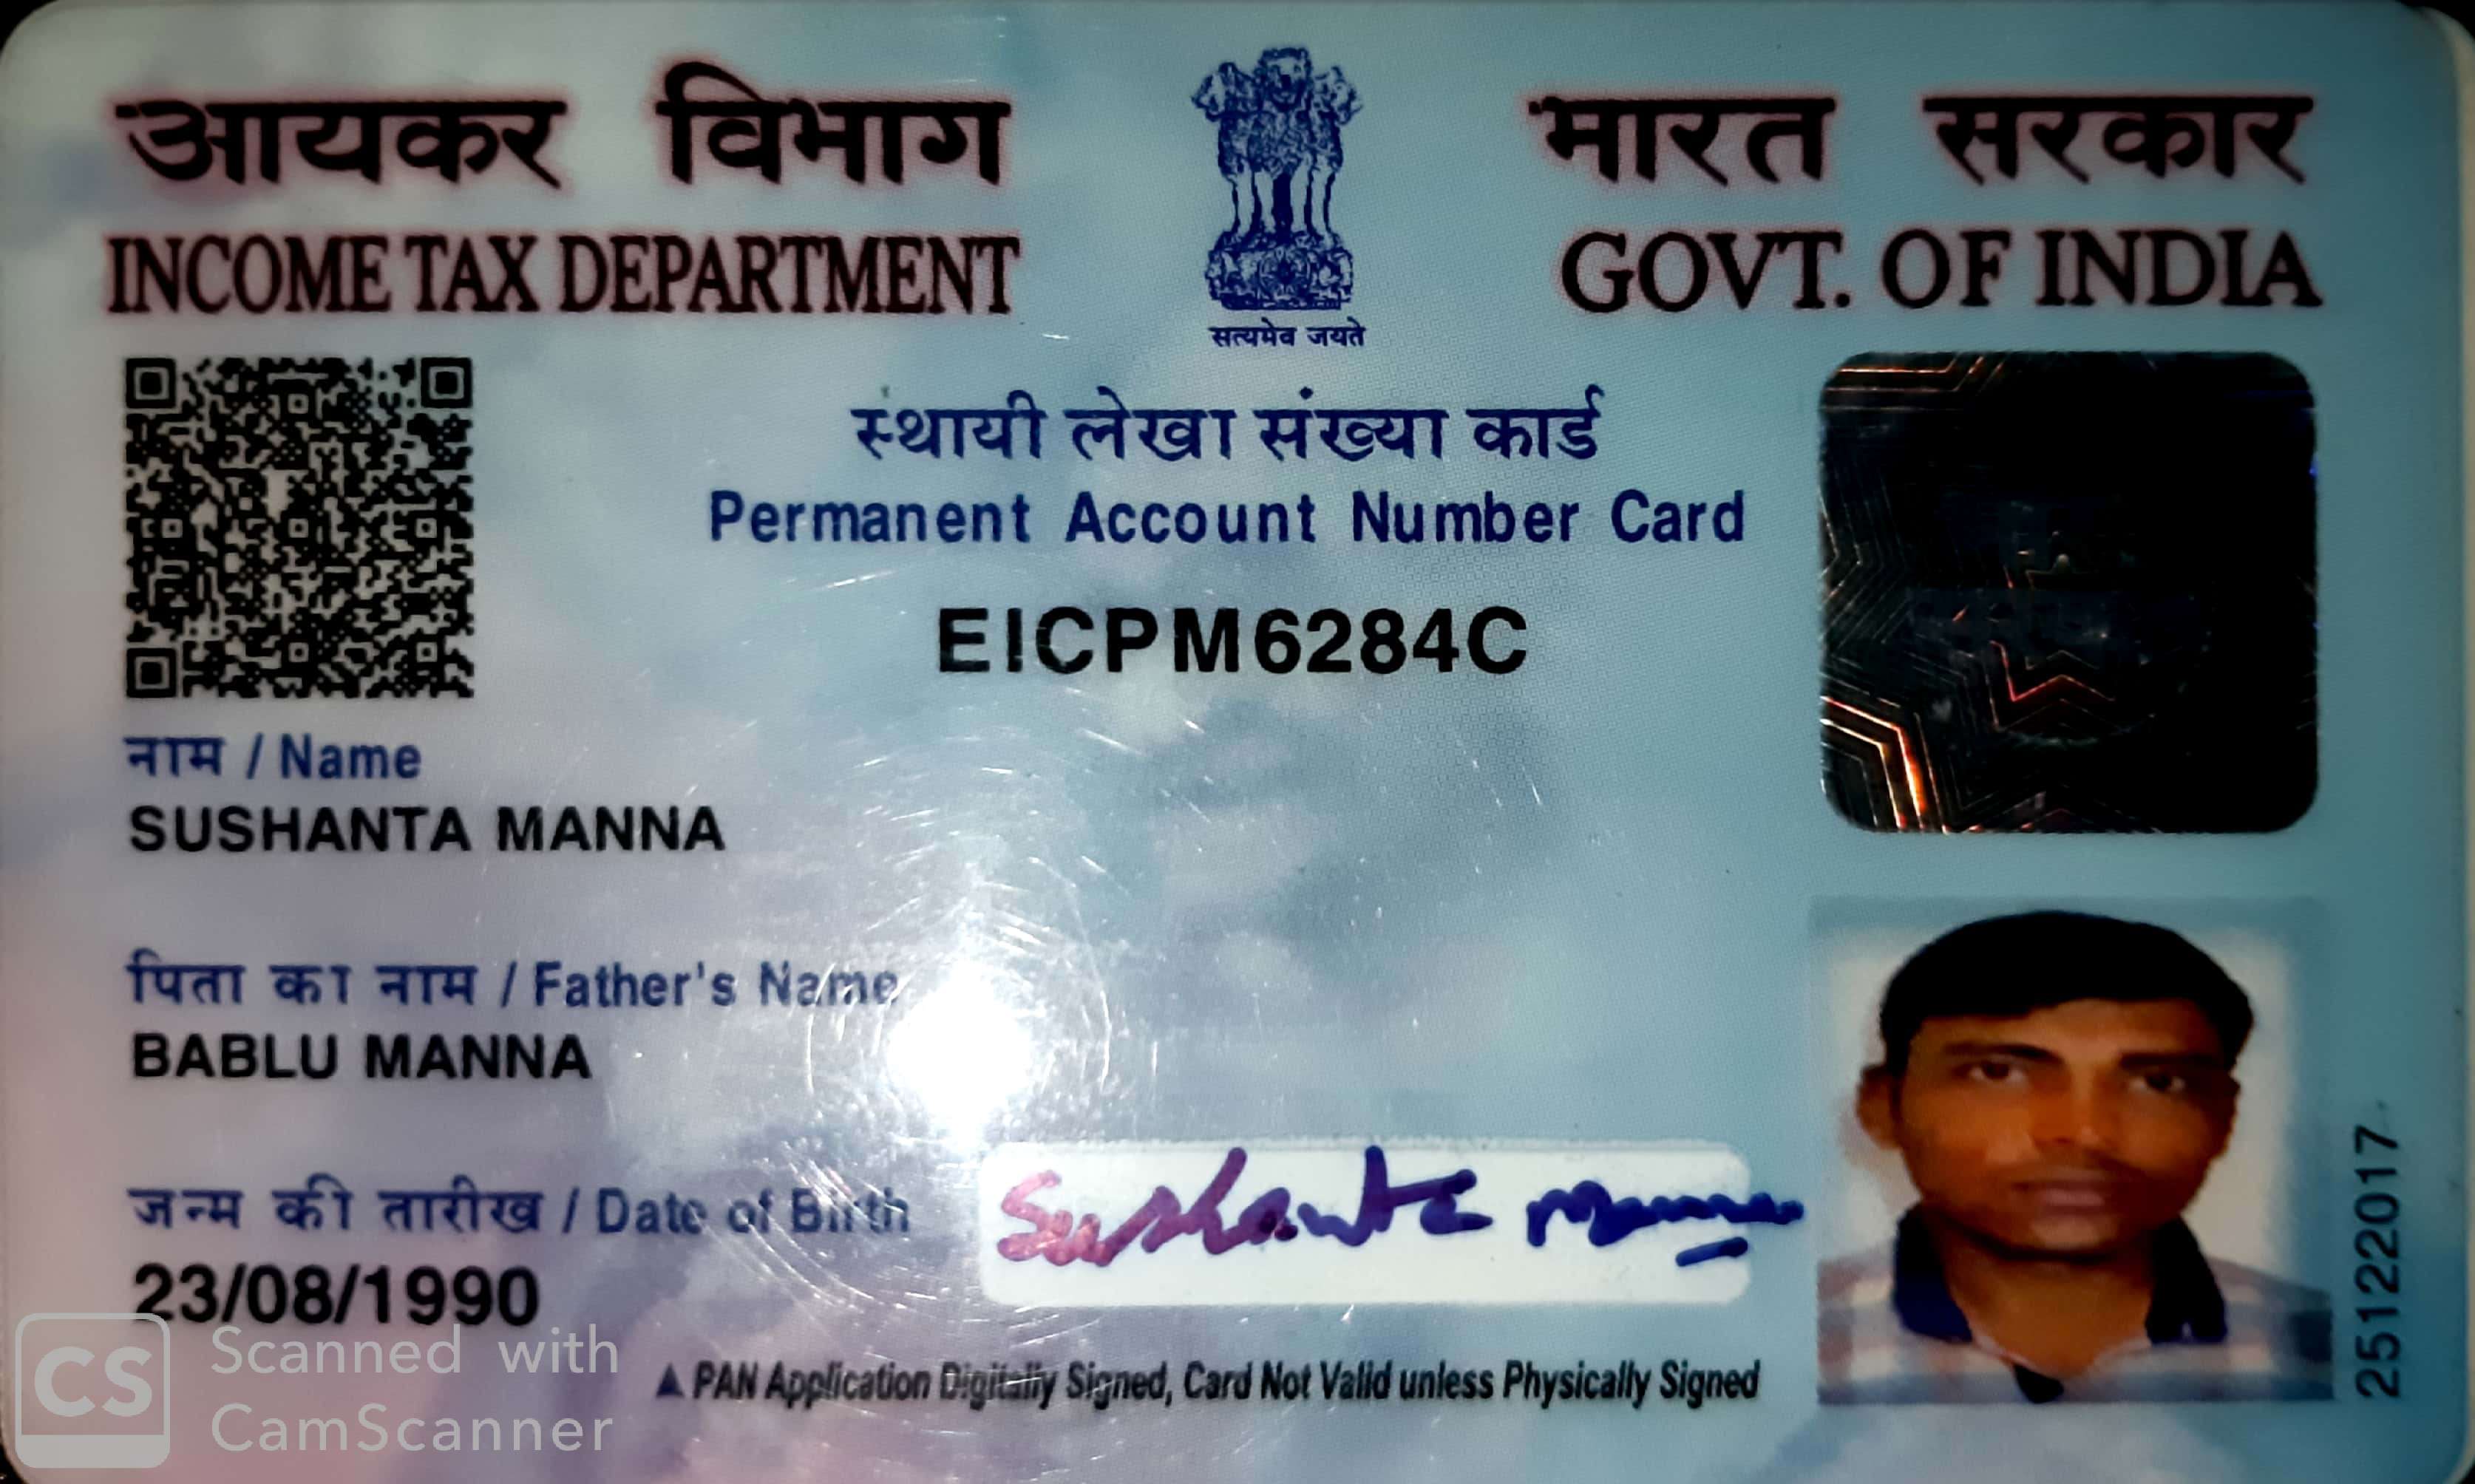 आयकर विभाग
INCOME TAX DEPARTMENT
सत्यमेव जयते
भारत सरकार
GOVT. OF INDIA
स्थायी लेखा संख्या कार्ड
Permanent Account Number Card
EICPM6284C
नाम / Name
SUSHANTA MANNA
पिता का नाम / Father's Name
BABLU MANNA
जन्म की तारीख / Date of Birth
23/08/1990
Sushanta Manna
25122017
PAN Application Digitally Signed, Card Not Valid unless Physically Signed
CS
Scanned with
CamScanner